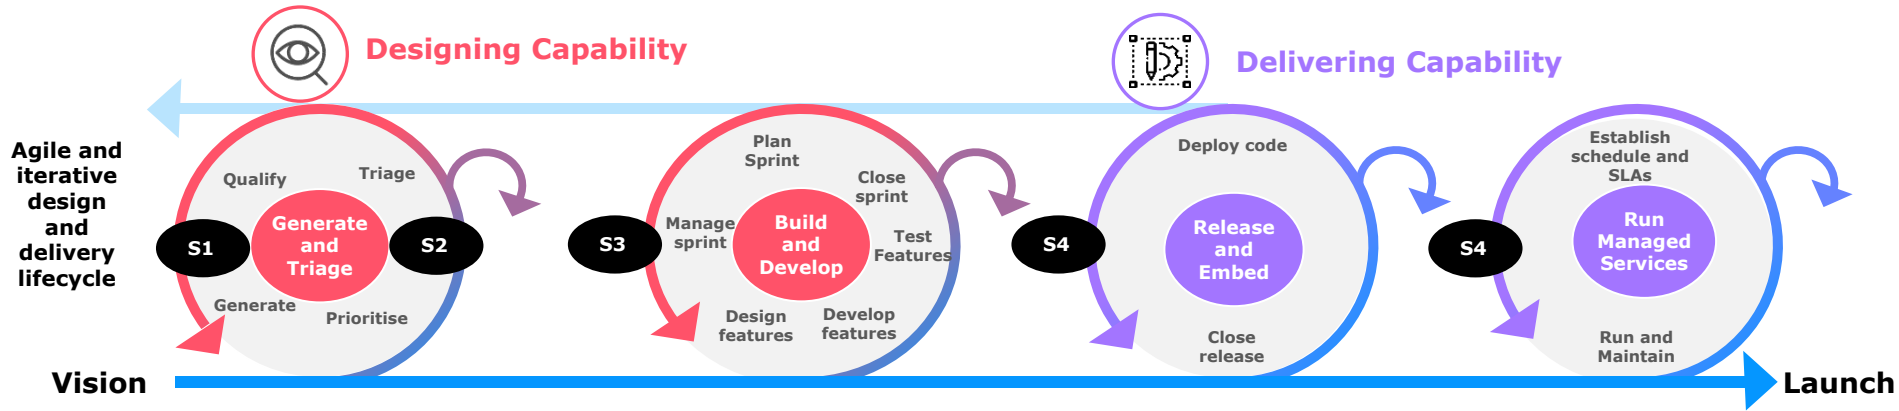 Designing Capability
Delivering Capability
Agile and
iterative
design
and
delivery
lifecycle
Qualify
Triage
S1
Generate
and
Triage
S2
Generate
Prioritise
Plan
Sprint
Close
sprint
S3
Manage
sprint
Build
and
Develop
Test
Features
Design
features
Develop
features
Deploy code
S4
Release
and
Embed
Close
release
Establish
schedule and
SLAs
S4
Run
Managed
Services
Run and
Maintain
Vision
Launch